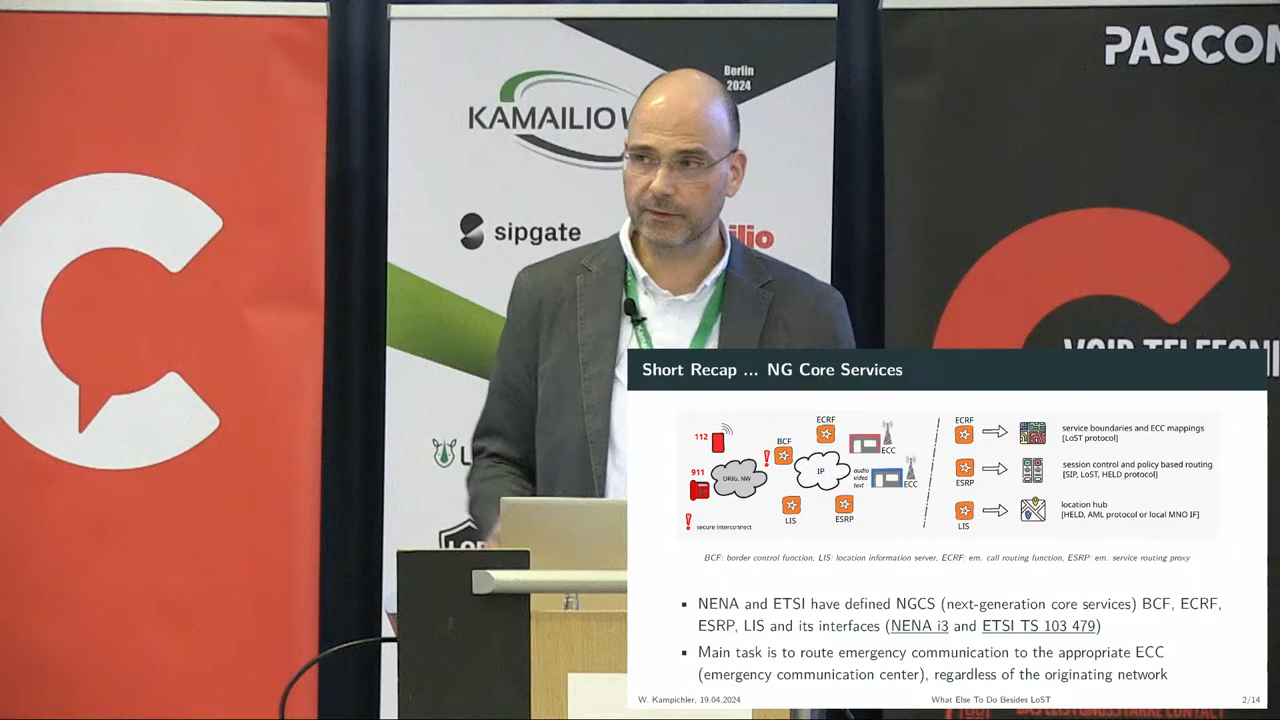 PASCOM
Berlin
2024
KAMAILIO
sipgate
ilio
VOIP TELEFONI
Short Recap ... NG Core Services
112
911
ORIG. NW
secure interconnect
BCF
ECRF
IP
LIS
ESRP
audio
video
text
ECC
ECC
ECRF
service boundaries and ECC mappings
[LoST protocol]
ESRP
session control and policy based routing
[SIP, LoST, HELD protocol]
LIS
location hub
[HELD, AML protocol or local MNO IF]
BCF: border control function, LIS: location information server, ECRF: em. call routing function, ESRP: em. service routing proxy
▪ NENA and ETSI have defined NGCS (next-generation core services) BCF, ECRF,
ESRP, LIS and its interfaces (NENA i3 and ETSI TS 103 479)
▪ Main task is to route emergency communication to the appropriate ECC
(emergency communication center), regardless of the originating network
W. Kampichler, 19.04.2024
What Else To Do Besides LoST
2/14